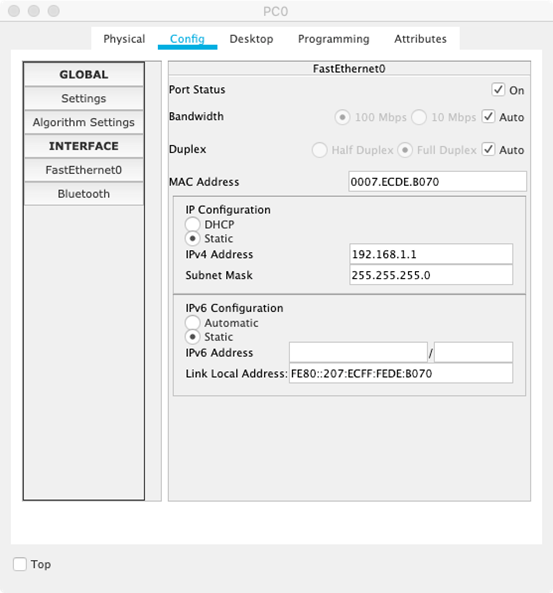 PC0
Physical Config Desktop Programming Attributes
GLOBAL
Settings
Algorithm Settings
INTERFACE
FastEthernet0
Bluetooth
FastEthernet0
Port Status On
Bandwidth 100 Mbps 10 Mbps Auto
Duplex Half Duplex Full Duplex Auto
MAC Address 0007.ECDE.B070
IP Configuration
DHCP
Static
IPv4 Address 192.168.1.1
Subnet Mask 255.255.255.0
IPv6 Configuration
Automatic
Static
IPv6 Address /
Link Local Address: FE80::207:ECFF:FEDE:B070
Top